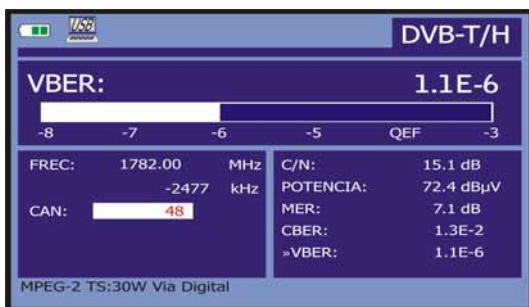 USB
DVB-T/H
VBER: 1.1E-6
-8 -7 -6 -5 QEF -3
FREC: 1782.00 MHz
-2477 kHz
CAN: 48
C/N: 15.1 dB
POTENCIA: 72.4 dBµV
MER: 7.1 dB
CBER: 1.3E-2
»VBER: 1.1E-6
MPEG-2 TS:30W Via Digital